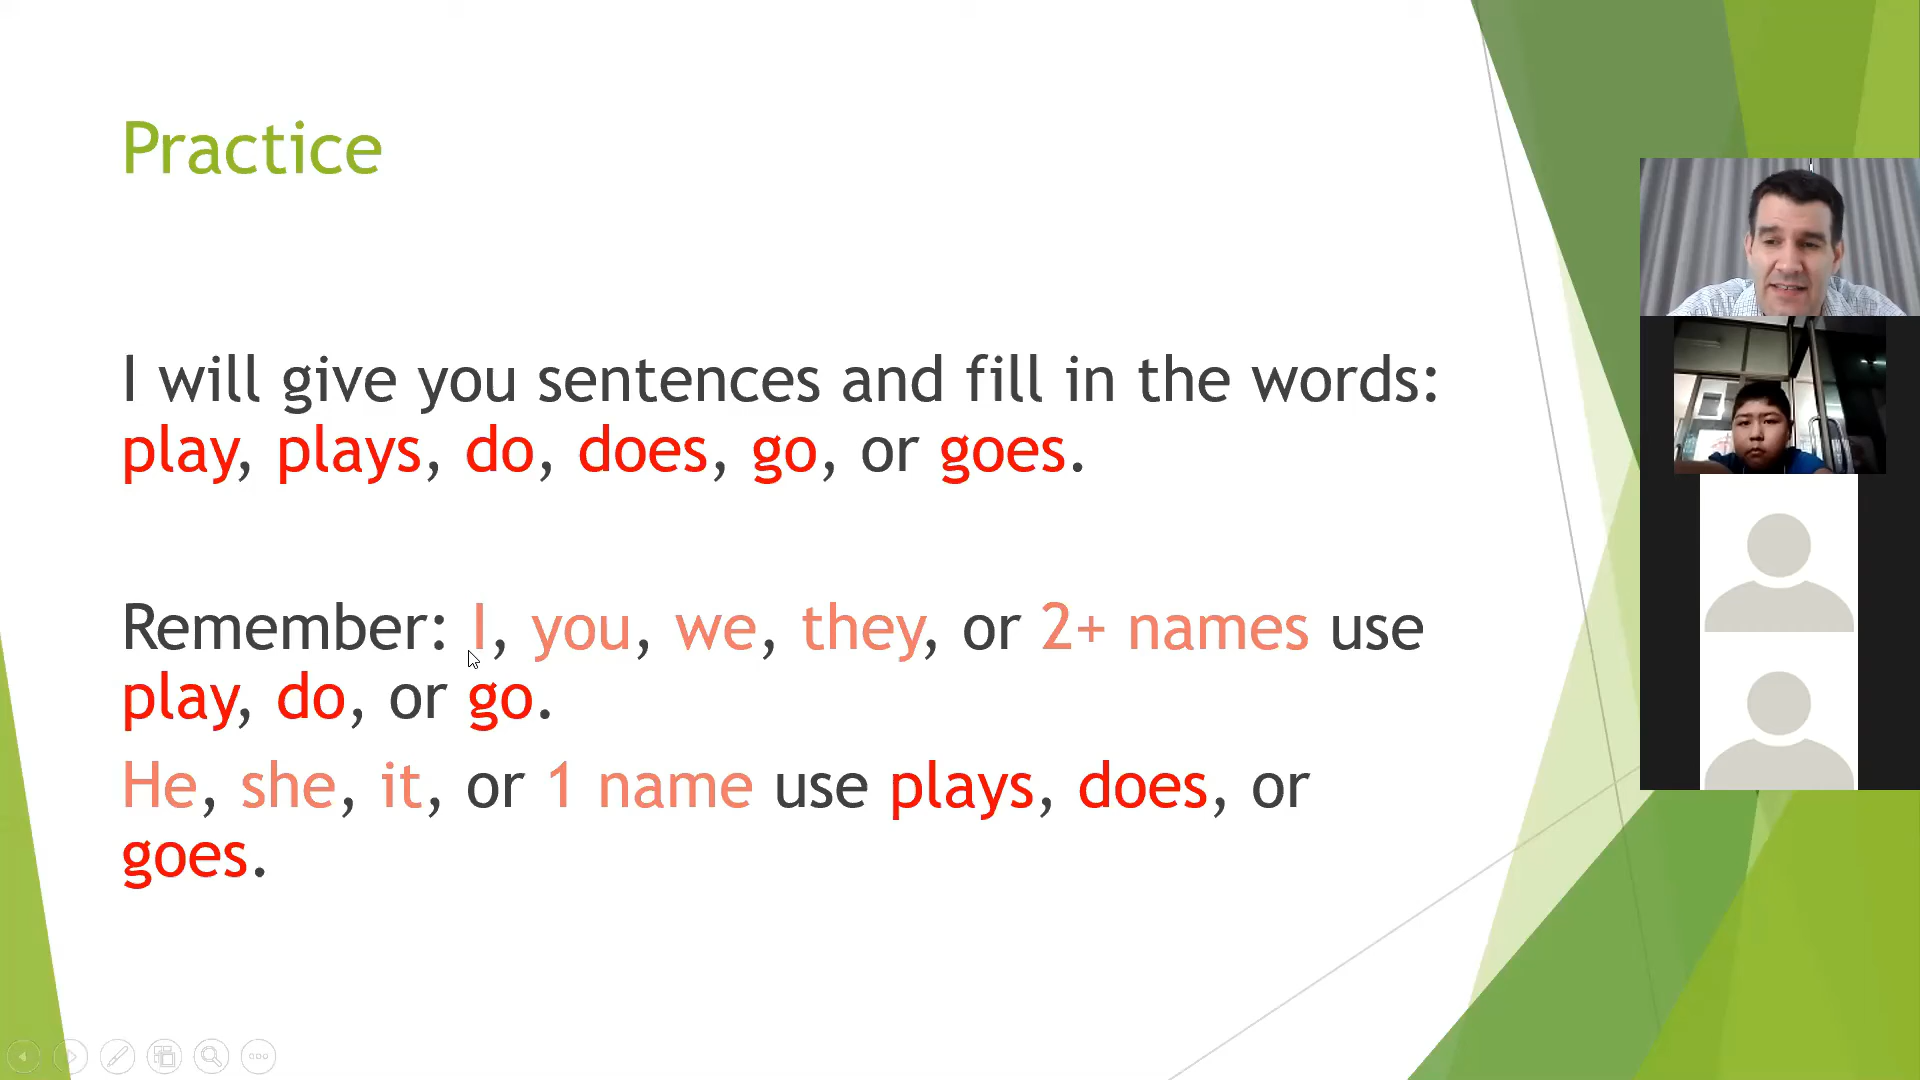 Practice
I will give you sentences and fill in the words:
play, plays, do, does, go, or goes.
Remember: I, you, we, they, or 2+ names use
play, do, or go.
He, she, it, or 1 name use plays, does, or
goes.